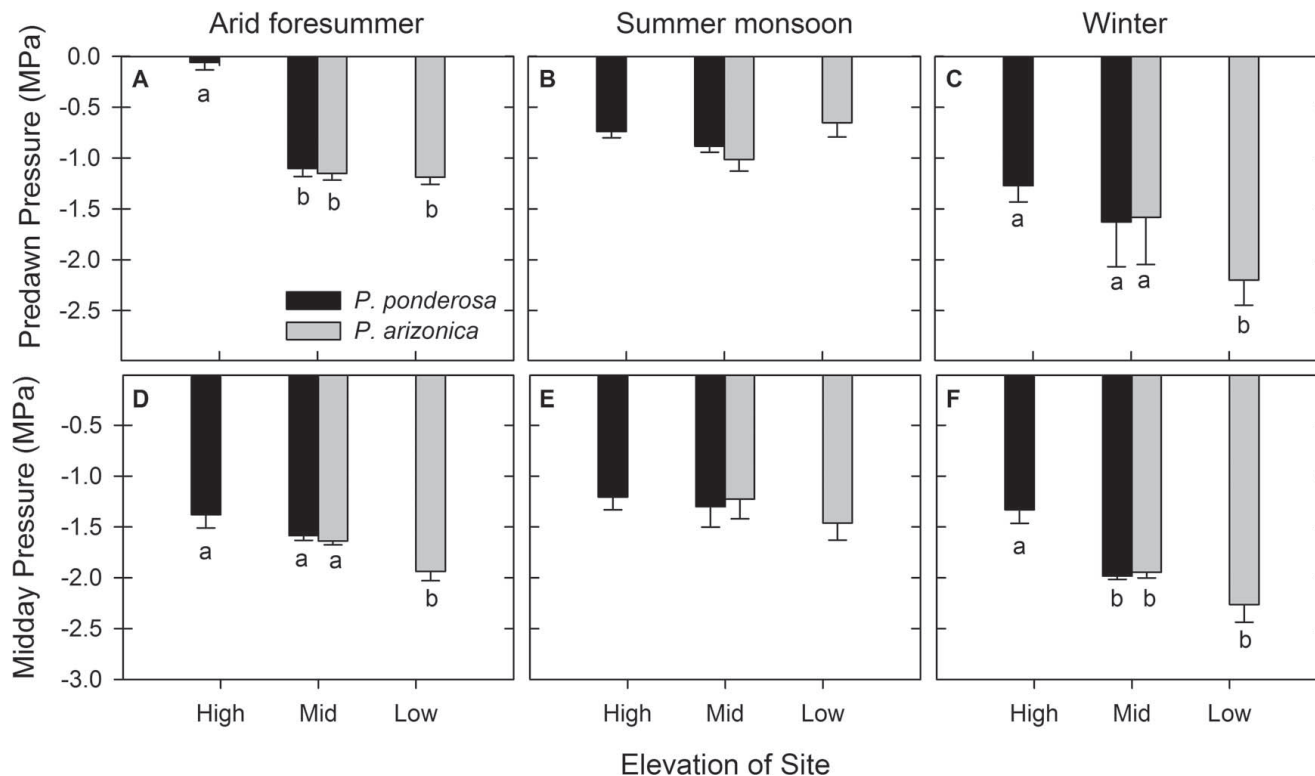 Arid foresummer Summer monsoon Winter
Predawn Pressure (MPa)
0.0
-0.5
-1.0
-1.5
-2.0
-2.5
A
a
b b b
P. ponderosa
P. arizonica
B
C
a
a a
b
Midday Pressure (MPa)
-0.5
-1.0
-1.5
-2.0
-2.5
-3.0
D
a
a a
b
E
F
a
b b
b
High Mid Low High Mid Low High Mid Low
Elevation of Site